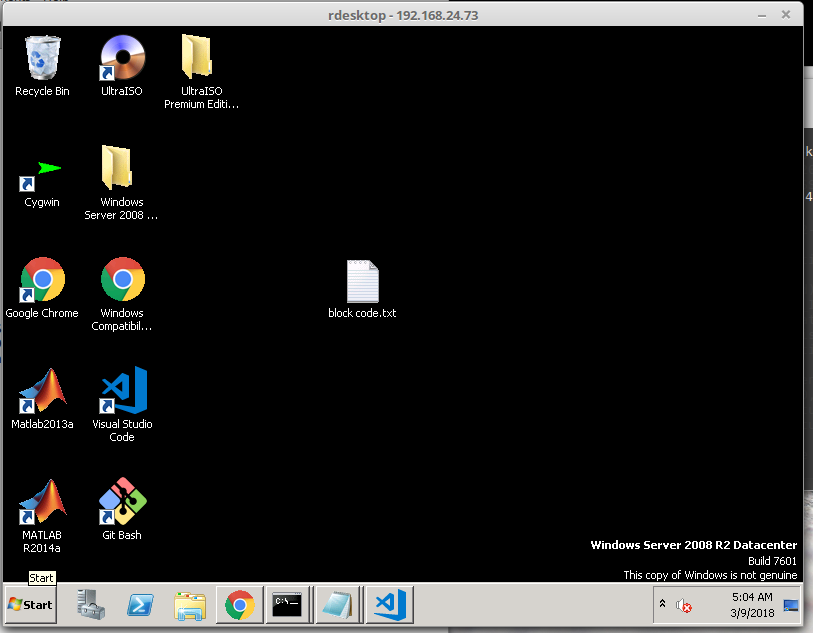 rdesktop - 192.168.24.73
Recycle Bin
UltraISO
UltraISO
Premium Editi...
k
4
Cygwin
Windows
Server 2008 ...
Google Chrome
Windows
Compatibil...
block code.txt
Matlab2013a
Visual Studio
Code
MATLAB
R2014a
Git Bash
Windows Server 2008 R2 Datacenter
Build 7601
This copy of Windows is not genuine
Start
Start
C:\_
5:04 AM
3/9/2018